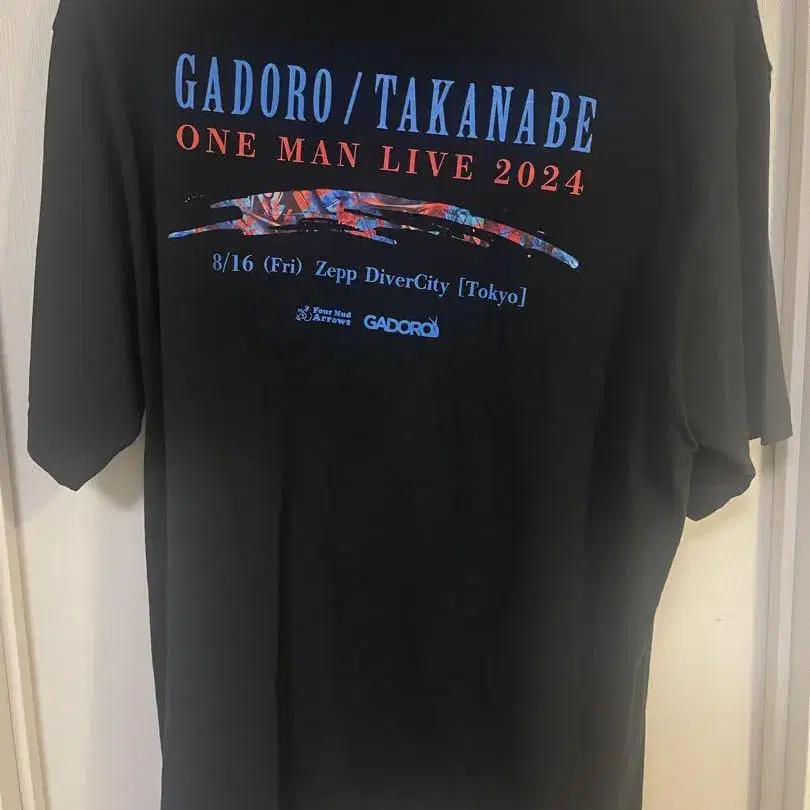 GADORO / TAKANABE
ONE MAN LIVE 2024
8/16 (Fri) Zepp DiverCity [Tokyo]
Four Mud
Arrows
GADORO